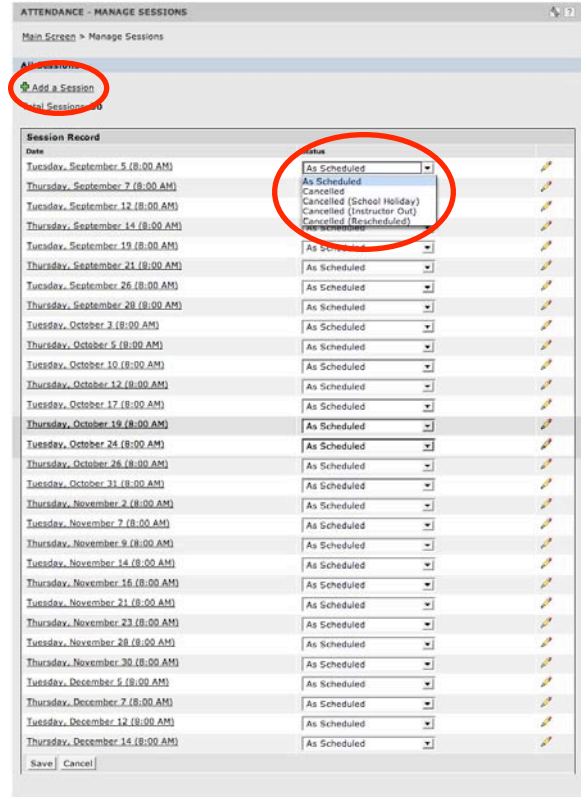 ATTENDANCE - MANAGE SESSIONS
Main Screen > Manage Sessions
All Sessions
Add a Session
Total Sessions: 30
Session Record
Date Status
Tuesday, September 5 (8:00 AM) As Scheduled
As Scheduled
Cancelled
Cancelled (School Holiday)
Cancelled (Instructor Out)
Cancelled (Rescheduled)
Thursday, September 7 (8:00 AM)
Tuesday, September 12 (8:00 AM)
Thursday, September 14 (8:00 AM) As Scheduled
Tuesday, September 19 (8:00 AM) As Scheduled
Thursday, September 21 (8:00 AM) As Scheduled
Tuesday, September 26 (8:00 AM) As Scheduled
Thursday, September 28 (8:00 AM) As Scheduled
Tuesday, October 3 (8:00 AM) As Scheduled
Thursday, October 5 (8:00 AM) As Scheduled
Tuesday, October 10 (8:00 AM) As Scheduled
Thursday, October 12 (8:00 AM) As Scheduled
Tuesday, October 17 (8:00 AM) As Scheduled
Thursday, October 19 (8:00 AM) As Scheduled
Tuesday, October 24 (8:00 AM) As Scheduled
Thursday, October 26 (8:00 AM) As Scheduled
Tuesday, October 31 (8:00 AM) As Scheduled
Thursday, November 2 (8:00 AM) As Scheduled
Tuesday, November 7 (8:00 AM) As Scheduled
Thursday, November 9 (8:00 AM) As Scheduled
Tuesday, November 14 (8:00 AM) As Scheduled
Thursday, November 16 (8:00 AM) As Scheduled
Tuesday, November 21 (8:00 AM) As Scheduled
Thursday, November 23 (8:00 AM) As Scheduled
Tuesday, November 28 (8:00 AM) As Scheduled
Thursday, November 30 (8:00 AM) As Scheduled
Tuesday, December 5 (8:00 AM) As Scheduled
Thursday, December 7 (8:00 AM) As Scheduled
Tuesday, December 12 (8:00 AM) As Scheduled
Thursday, December 14 (8:00 AM) As Scheduled
Save Cancel